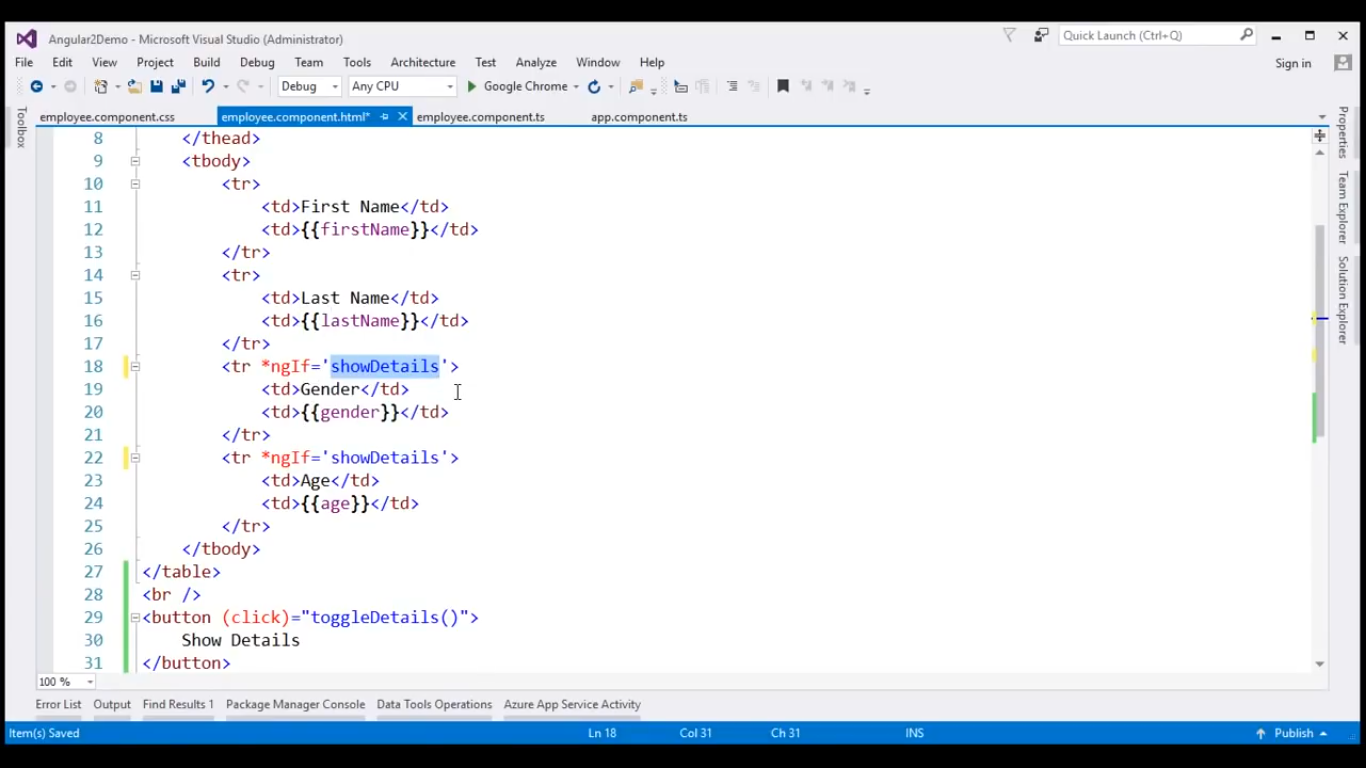 Angular2Demo - Microsoft Visual Studio (Administrator)
Quick Launch (Ctrl+Q)
File Edit View Project Build Debug Team Tools Architecture Test Analyze Window Help
Sign in
Debug Any CPU Google Chrome
employee.component.css employee.component.html* employee.component.ts app.component.ts
Toolbox
Properties
Team Explorer
Solution Explorer
8 </thead>
9 <tbody>
10 <tr>
11 <td>First Name</td>
12 <td>{{firstName}}</td>
13 </tr>
14 <tr>
15 <td>Last Name</td>
16 <td>{{lastName}}</td>
17 </tr>
18 <tr *ngIf='showDetails'>
19 <td>Gender</td>
20 <td>{{gender}}</td>
21 </tr>
22 <tr *ngIf='showDetails'>
23 <td>Age</td>
24 <td>{{age}}</td>
25 </tr>
26 </tbody>
27 </table>
28 <br />
29 <button (click)="toggleDetails()">
30 Show Details
31 </button>
100 %
Error List Output Find Results 1 Package Manager Console Data Tools Operations Azure App Service Activity
Item(s) Saved Ln 18 Col 31 Ch 31 INS Publish